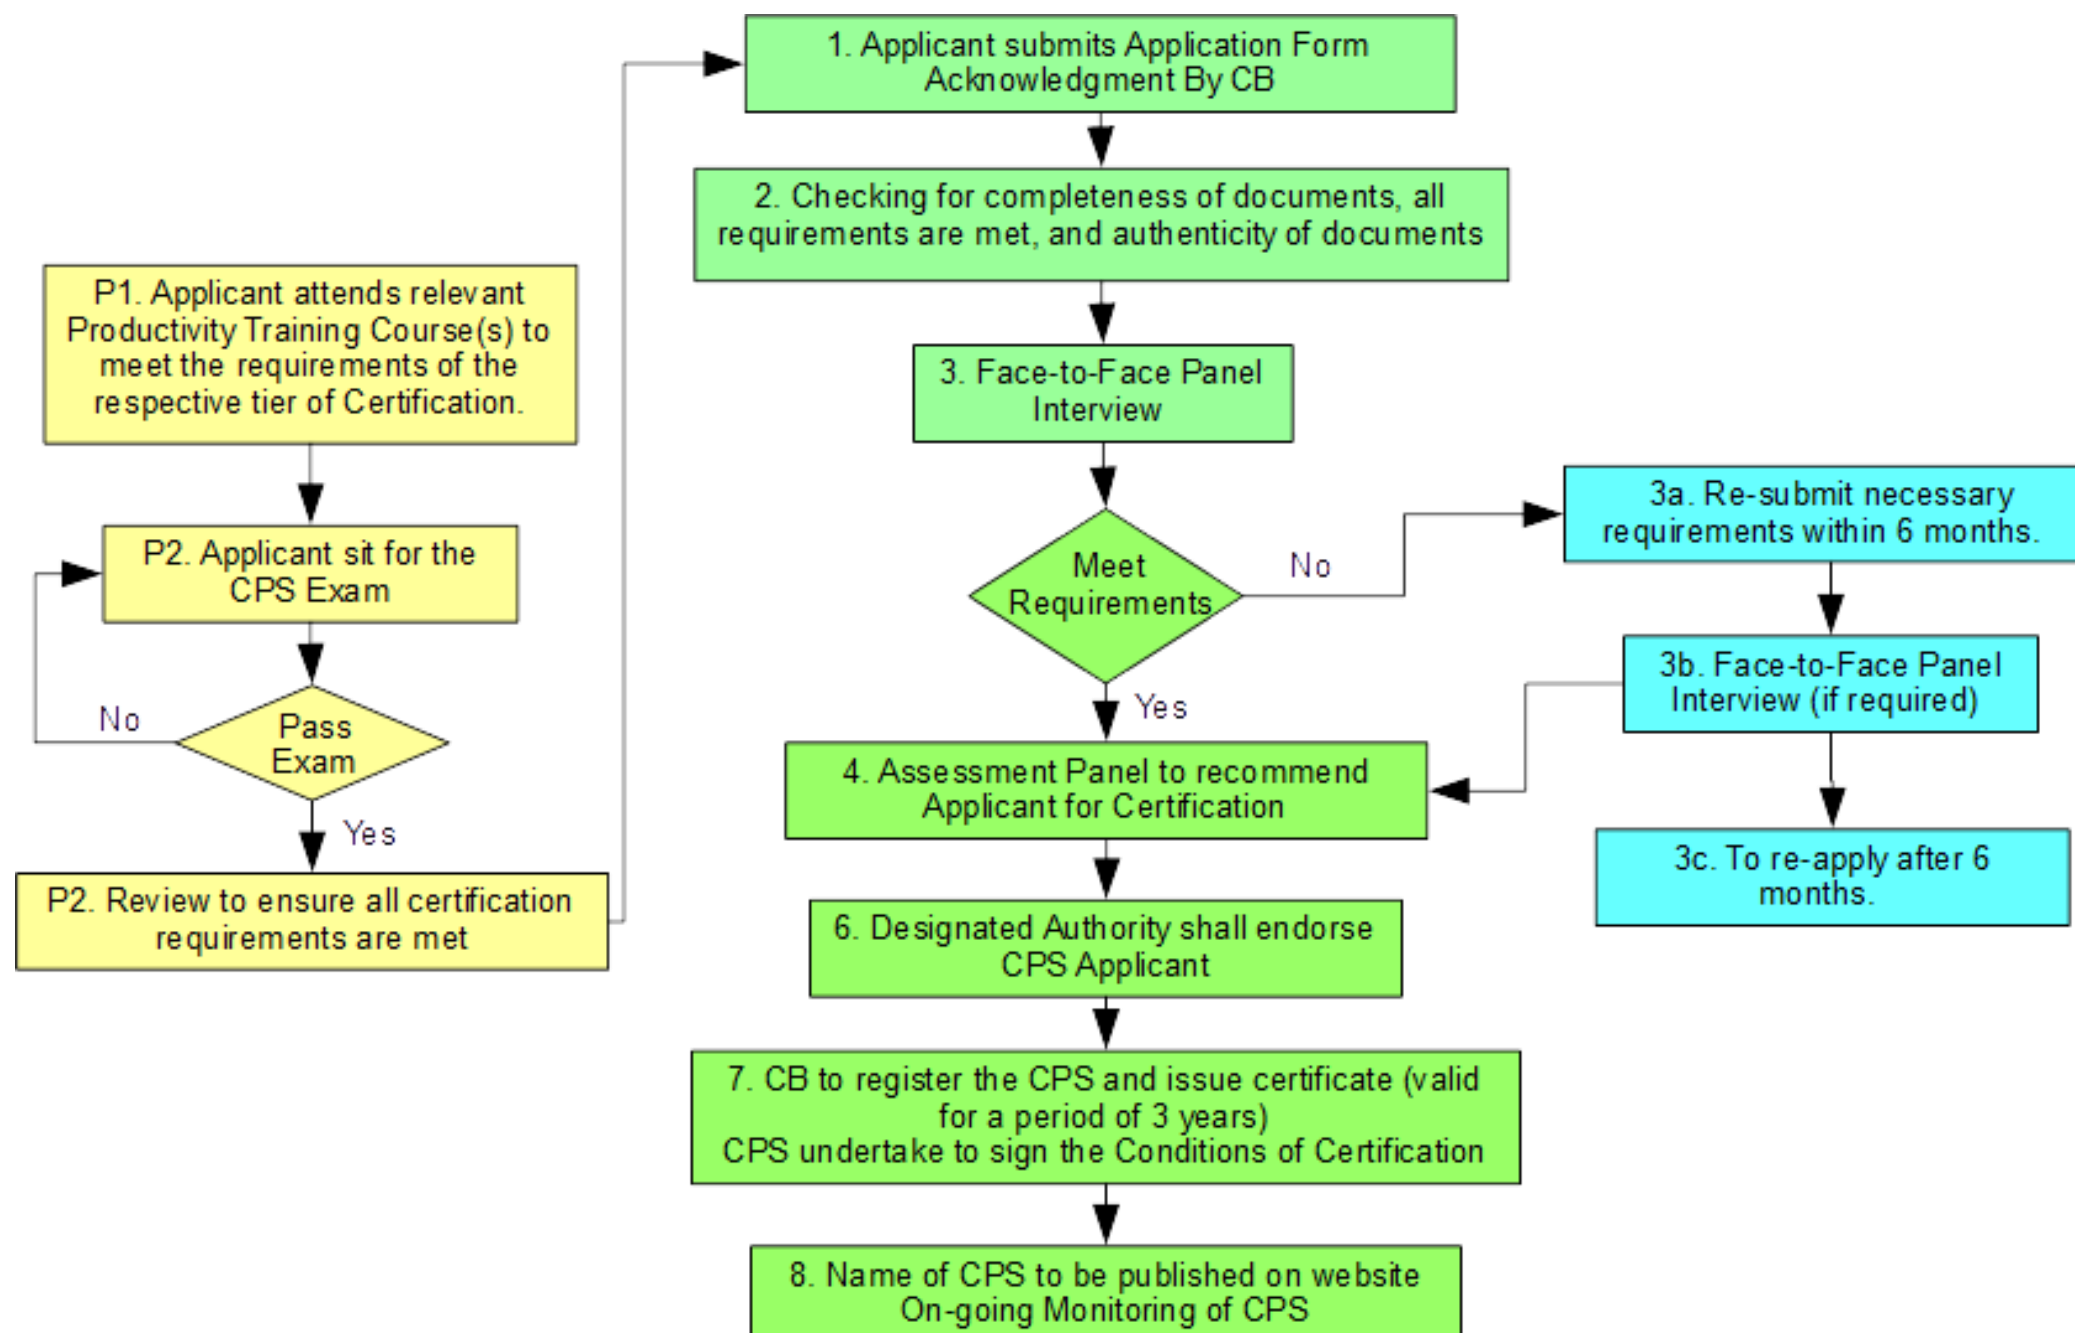 P1. Applicant attends relevant
Productivity Training Course(s) to
meet the requirements of the
respective tier of Certification.
P2. Applicant sit for the
CPS Exam
Pass
Exam
No
Yes
P2. Review to ensure all certification
requirements are met
1. Applicant submits Application Form
Acknowledgment By CB
2. Checking for completeness of documents, all
requirements are met, and authenticity of documents
3. Face-to-Face Panel
Interview
Meet
Requirements
No
Yes
3a. Re-submit necessary
requirements within 6 months.
3b. Face-to-Face Panel
Interview (if required)
3c. To re-apply after 6
months.
4. Assessment Panel to recommend
Applicant for Certification
6. Designated Authority shall endorse
CPS Applicant
7. CB to register the CPS and issue certificate (valid
for a period of 3 years)
CPS undertake to sign the Conditions of Certification
8. Name of CPS to be published on website
On-going Monitoring of CPS